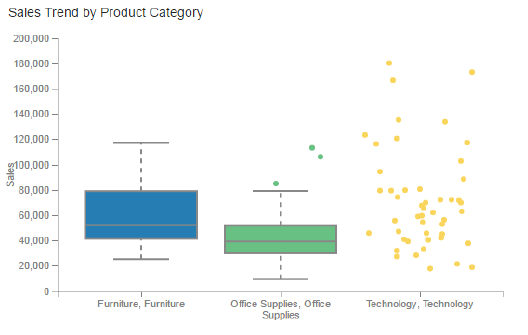 Sales Trend by Product Category
200,000
180,000
160,000
140,000
120,000
100,000
80,000
60,000
40,000
20,000
0
Sales
Furniture, Furniture
Office Supplies, Office
Supplies
Technology, Technology